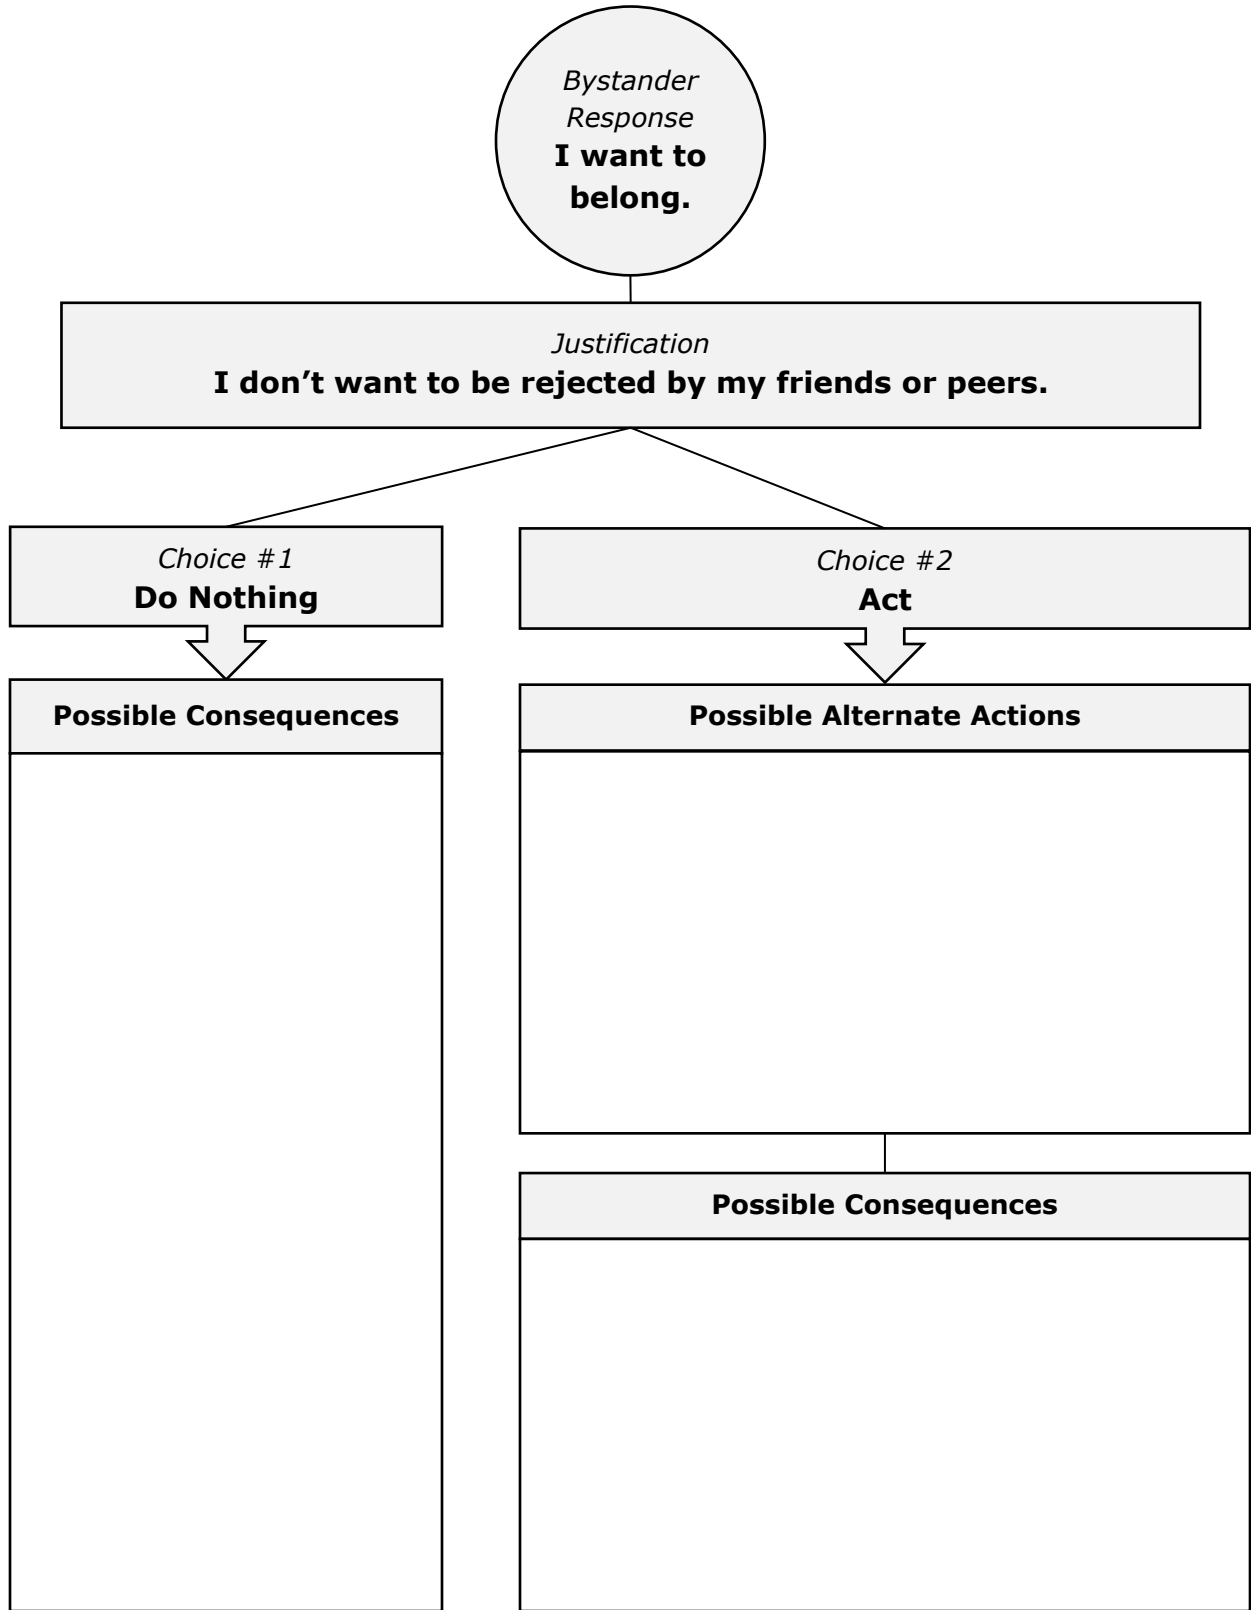 Bystander
Response
I want to
belong.
Justification
I don’t want to be rejected by my friends or peers.
Choice #1
Do Nothing
Possible Consequences
Choice #2
Act
Possible Alternate Actions
Possible Consequences